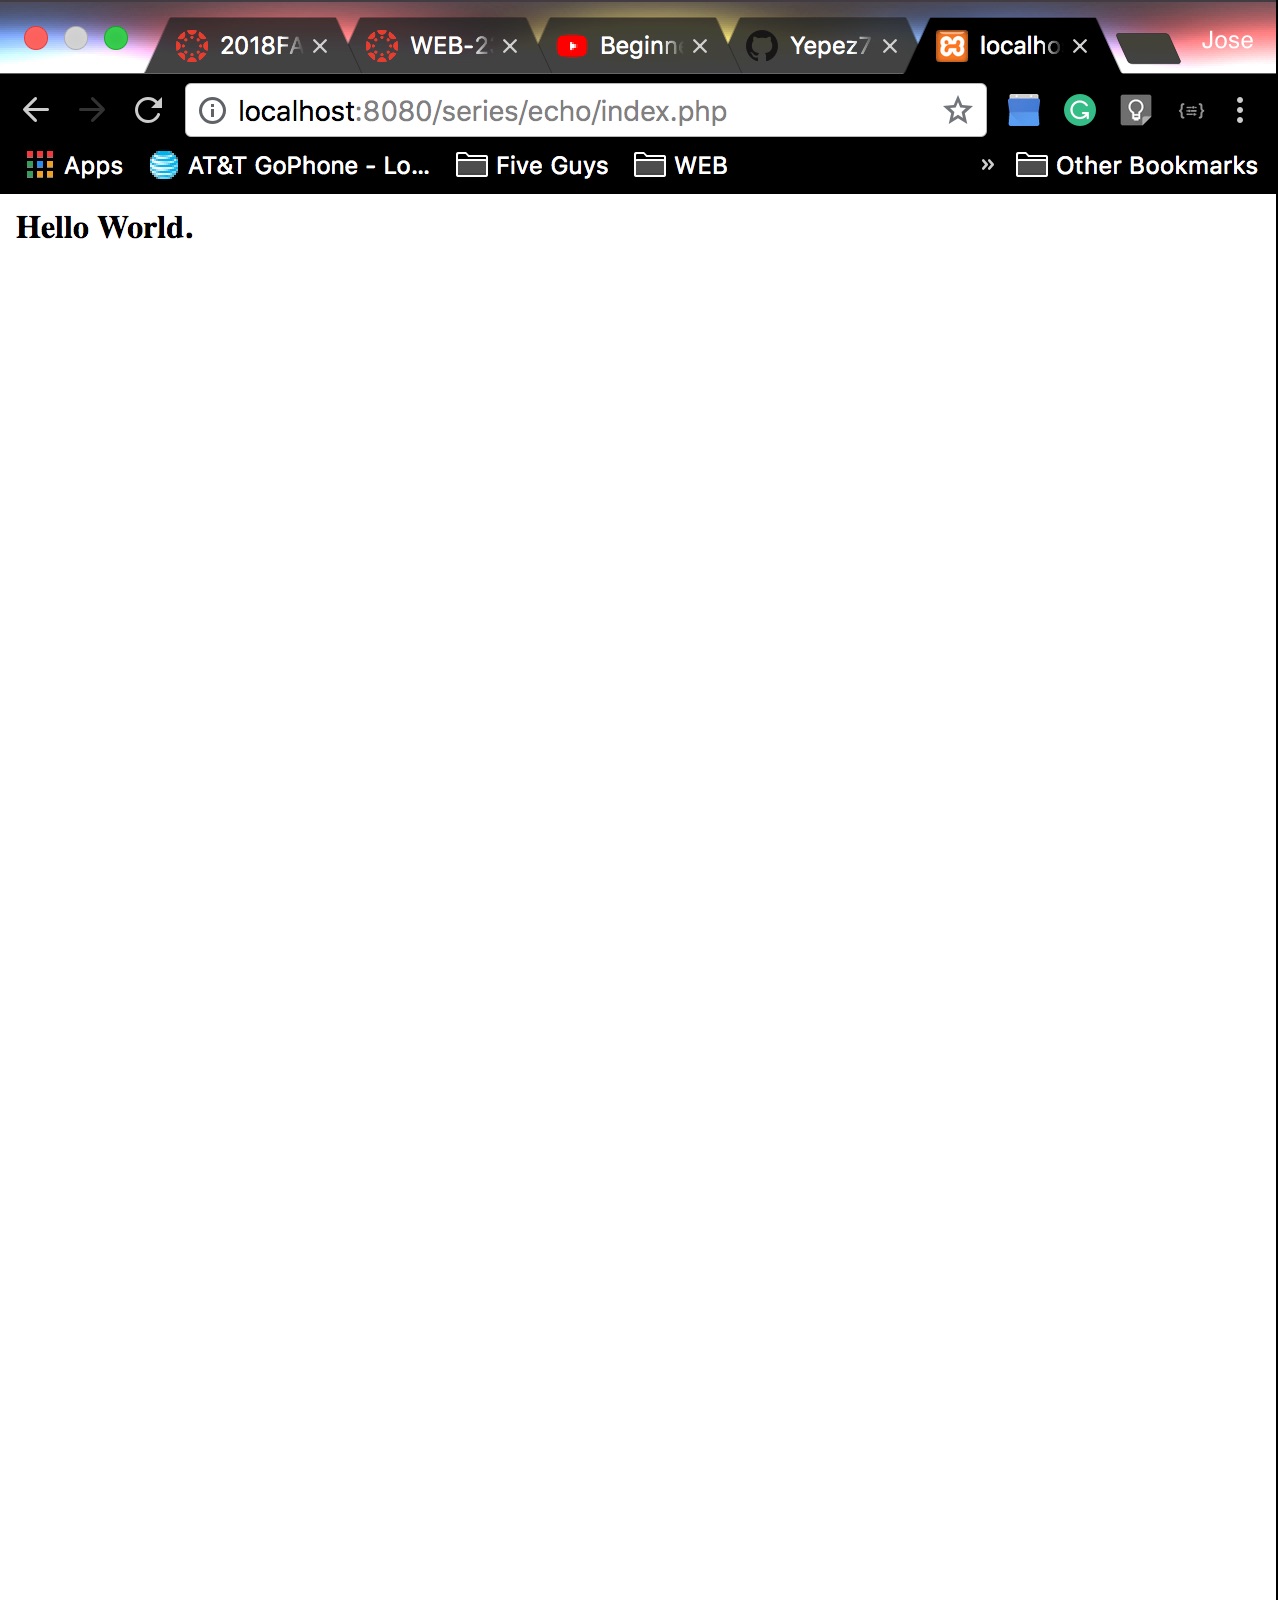 2018FA
WEB-2
Beginne
Yepez7
localho
Jose
localhost:8080/series/echo/index.php
Apps
AT&T GoPhone - Lo...
Five Guys
WEB
»
Other Bookmarks
Hello World.